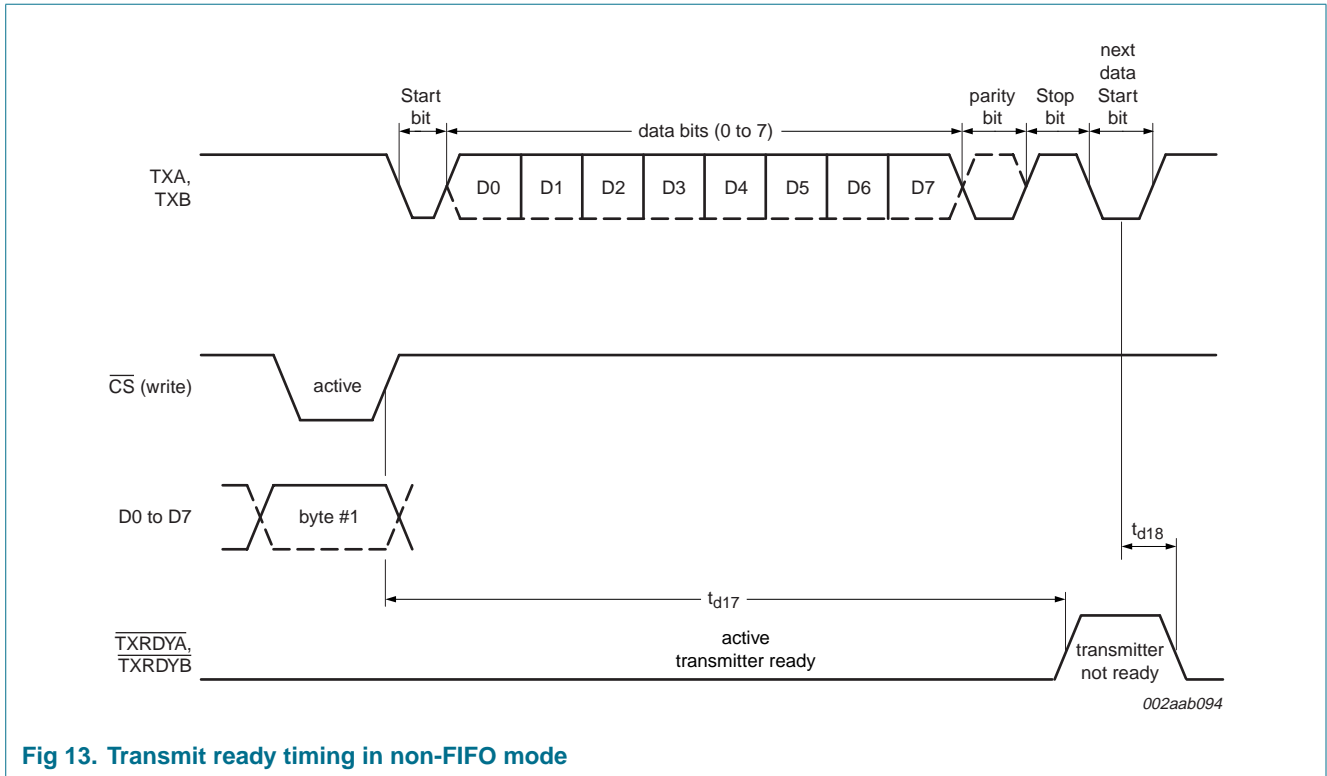 next
data
Start
bit
Start
bit
data bits (0 to 7)
parity
bit
Stop
bit
TXA,
TXB
D0 D1 D2 D3 D4 D5 D6 D7
CS (write)
active
D0 to D7
byte #1
td18
td17
TXRDYA,
TXRDYB
active
transmitter ready
transmitter
not ready
002aab094
Fig 13. Transmit ready timing in non-FIFO mode